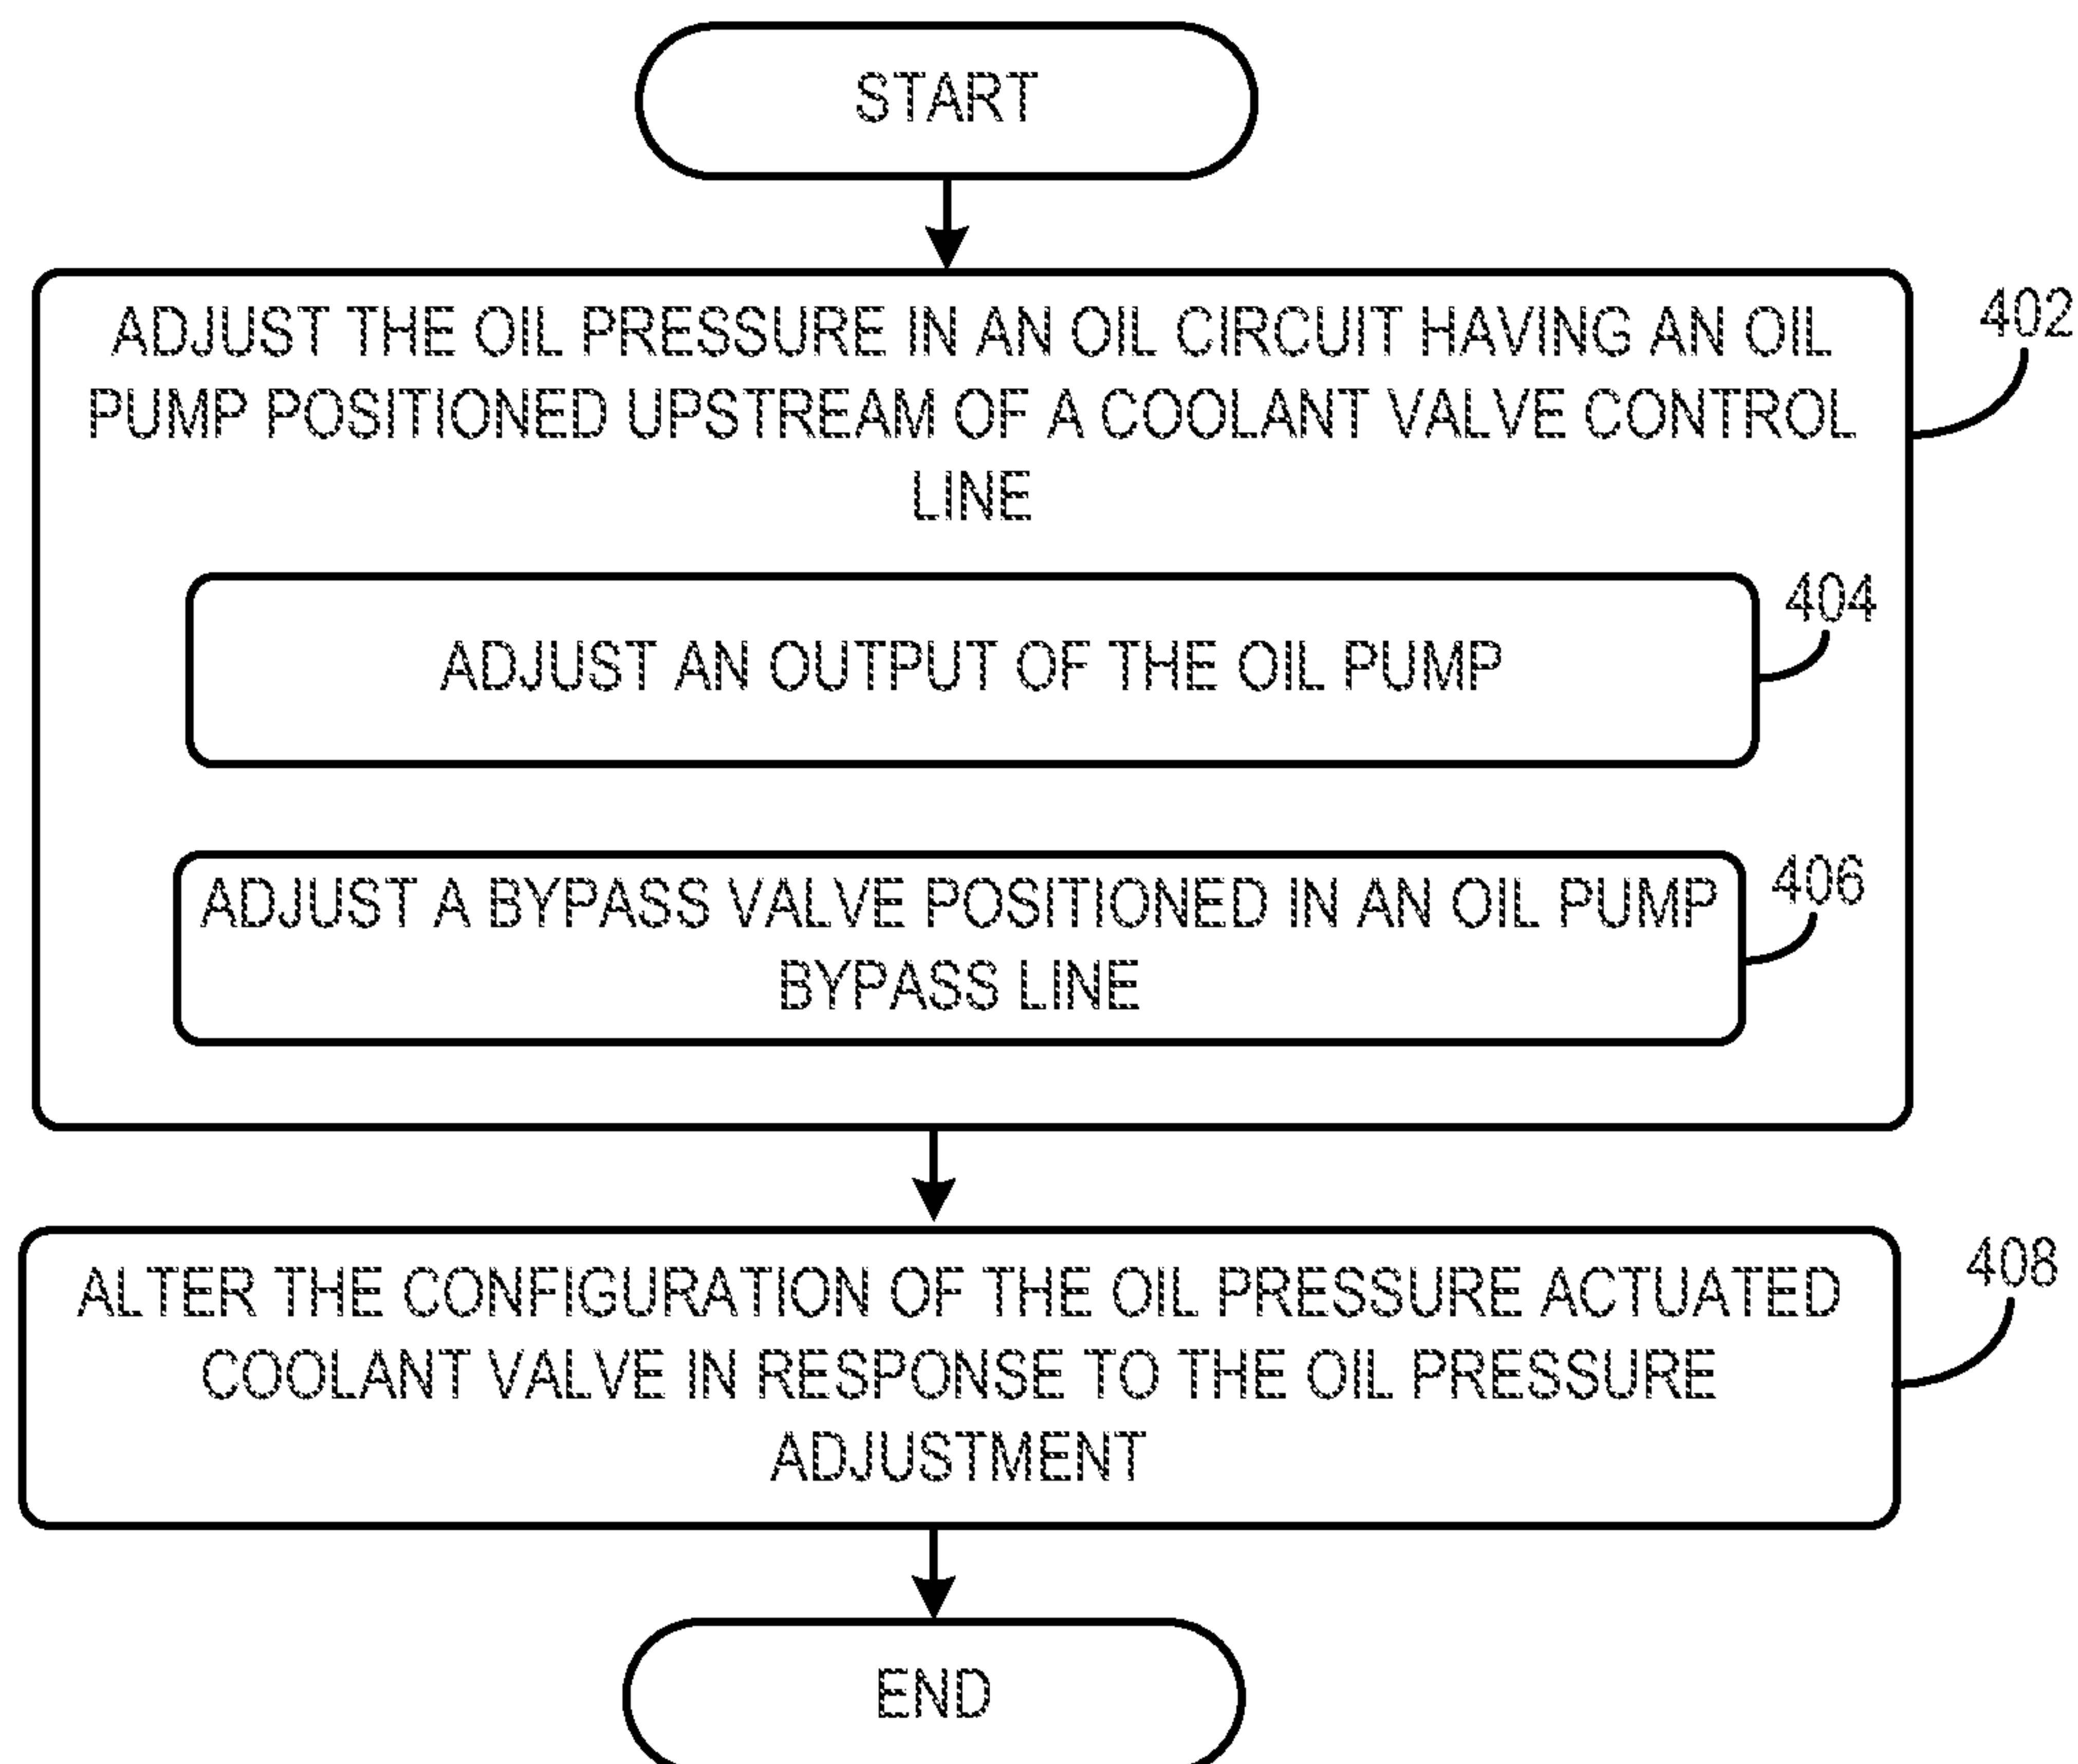 START
ADJUST THE OIL PRESSURE IN AN OIL CIRCUIT HAVING AN OIL
PUMP POSITIONED UPSTREAM OF A COOLANT VALVE CONTROL
LINE
402
ADJUST AN OUTPUT OF THE OIL PUMP
404
ADJUST A BYPASS VALVE POSITIONED IN AN OIL PUMP
BYPASS LINE
406
ALTER THE CONFIGURATION OF THE OIL PRESSURE ACTUATED
COOLANT VALVE IN RESPONSE TO THE OIL PRESSURE
ADJUSTMENT
408
END